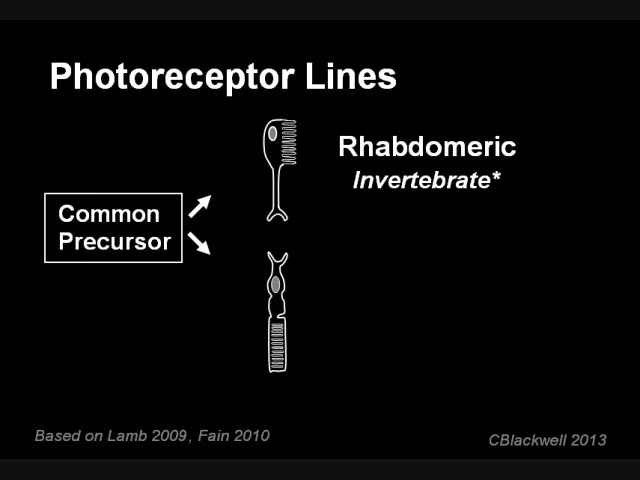 Photoreceptor Lines
Rhabdomeric
Invertebrate*
Common
Precursor
Based on Lamb 2009, Fain 2010
CBlackwell 2013